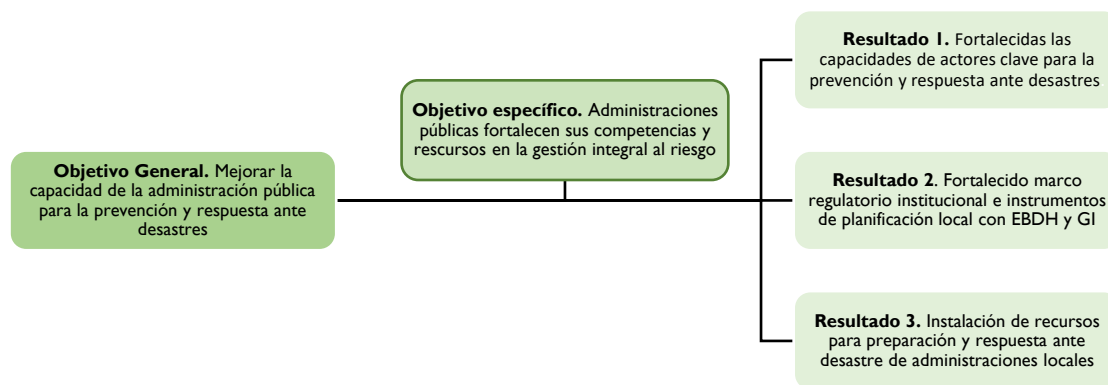 Objetivo General. Mejorar la
capacidad de la administración pública
para la prevención y respuesta ante
desastres
Objetivo específico. Administraciones
públicas fortalecen sus competencias y
rescursos en la gestión integral al riesgo
Resultado 1. Fortalecidas las
capacidades de actores clave para la
prevención y respuesta ante desastres
Resultado 2. Fortalecido marco
regulatorio institucional e instrumentos
de planificación local con EBDH y GI
Resultado 3. Instalación de recursos
para preparación y respuesta ante
desastre de administraciones locales